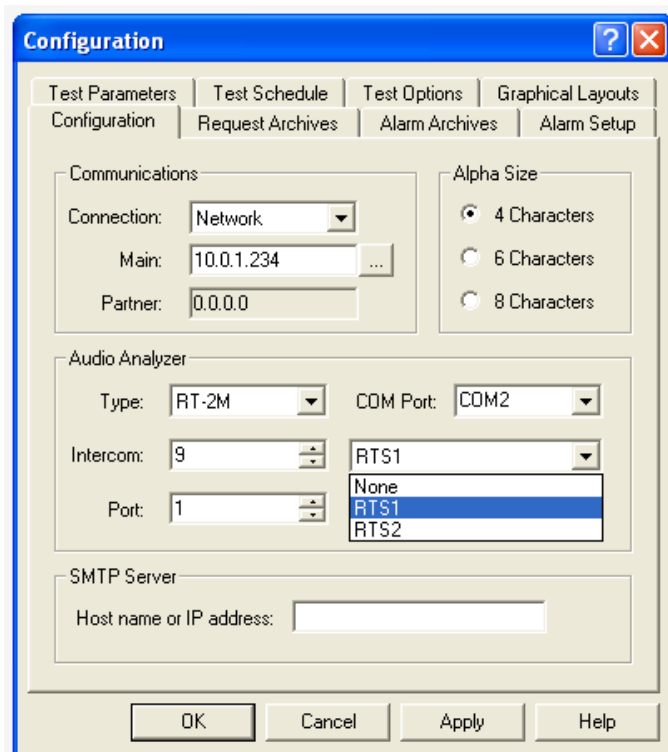 Configuration
Test Parameters Test Schedule Test Options Graphical Layouts
Configuration Request Archives Alarm Archives Alarm Setup
Communications
Connection: Network
Main: 10.0.1.234 ...
Partner: 0.0.0.0
Alpha Size
4 Characters
6 Characters
8 Characters
Audio Analyzer
Type: RT-2M COM Port: COM2
Intercom: 9 RTS1
None
Port: 1 RTS1
RTS2
SMTP Server
Host name or IP address:
OK Cancel Apply Help